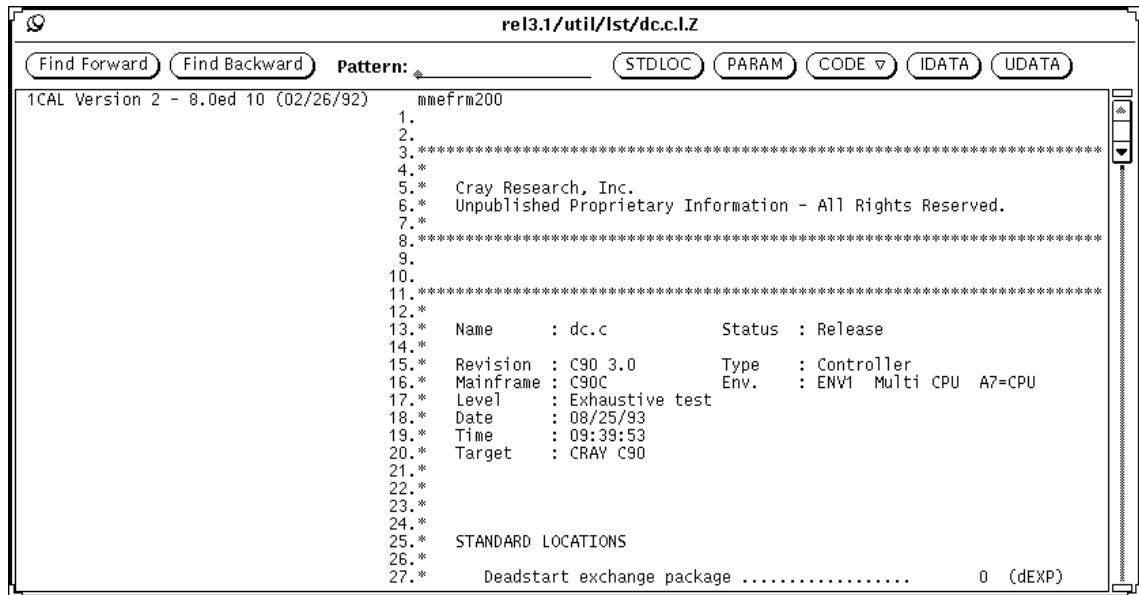 rel3.1/util/lst/dc.c.l.Z
Find Forward Find Backward Pattern: STDLOC PARAM CODE IDATA UDATA
1CAL Version 2 - 8.0ed 10 (02/26/92) mmefrm200
1.
2.
3.************************************************************************
4.*
5.* Cray Research, Inc.
6.* Unpublished Proprietary Information - All Rights Reserved.
7.*
8.************************************************************************
9.
10.
11.************************************************************************
12.*
13.* Name : dc.c Status : Release
14.*
15.* Revision : C90 3.0 Type : Controller
16.* Mainframe : C90C Env. : ENV1 Multi CPU A7=CPU
17.* Level : Exhaustive test
18.* Date : 08/25/93
19.* Time : 09:39:53
20.* Target : CRAY C90
21.*
22.*
23.*
24.*
25.* STANDARD LOCATIONS
26.*
27.* Deadstart exchange package .................. 0 (dEXP)